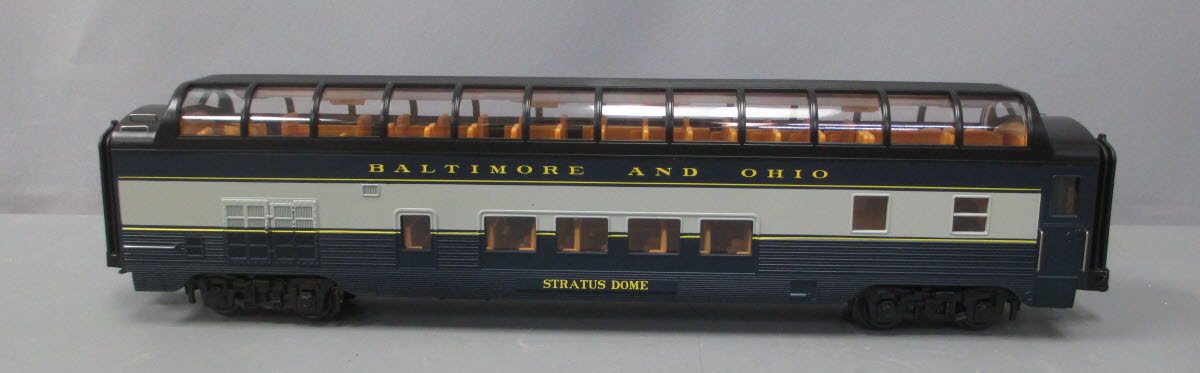 BALTIMORE AND OHIO
STRATUS DOME